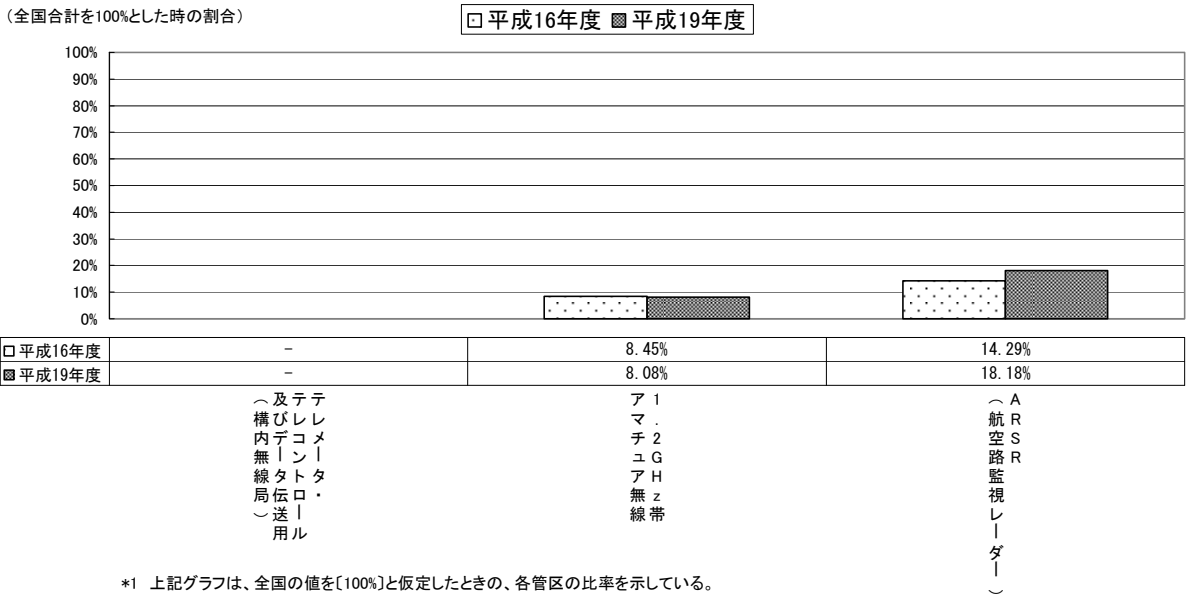 （全国合計を100%とした時の割合）
平成16年度 平成19年度
100%
90%
80%
70%
60%
50%
40%
30%
20%
10%
0%
平成16年度 － 8.45% 14.29%
平成19年度 － 8.08% 18.18%
テレメータ・
テレコントロール
及びデータ伝送用
（構内無線局）
1.2GHz帯
アマチュア無線
ARSR
（航空路監視レーダー）
*1 上記グラフは、全国の値を〔100%〕と仮定したときの、各管区の比率を示している。